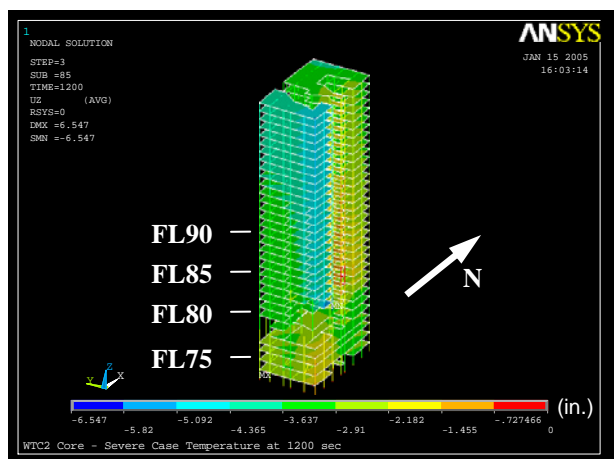 1
NODAL SOLUTION
STEP=3
SUB =85
TIME=1200
UZ (AVG)
RSYS=0
DMX =6.547
SMN =-6.547
ANSYS
JAN 15 2005
16:03:14
FL90
FL85
FL80
FL75
N
MX
Z
Y
X
-6.547 -5.092 -3.637 -2.182 -.727466
-5.82 -4.365 -2.91 -1.455 0
(in.)
WTC2 Core - Severe Case Temperature at 1200 sec